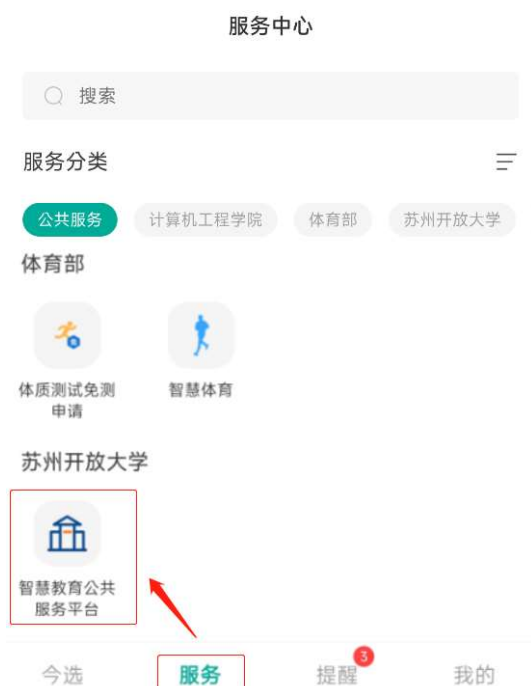 服务中心
搜索
服务分类
公共服务 计算机工程学院 体育部 苏州开放大学
体育部
体质测试免测 智慧体育
申请
苏州开放大学
智慧教育公共
服务平台
3
今选 服务 提醒 我的